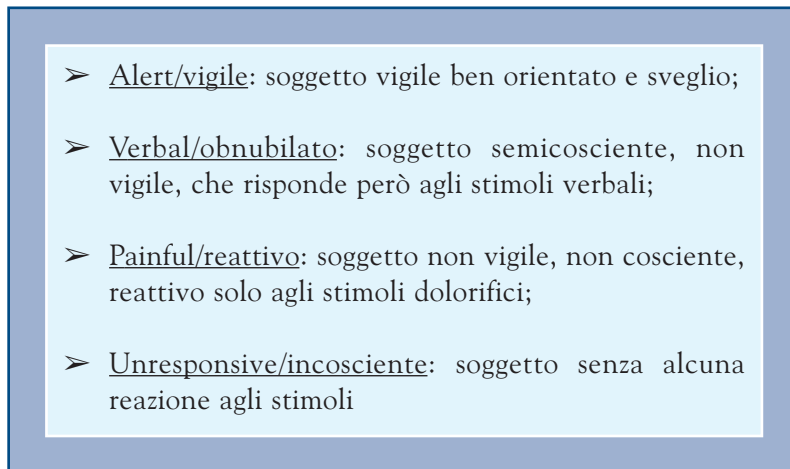 ➢ Alert/vigile: soggetto vigile ben orientato e sveglio;
➢ Verbal/obnubilato: soggetto semicosciente, non
vigile, che risponde però agli stimoli verbali;
➢ Painful/reattivo: soggetto non vigile, non cosciente,
reattivo solo agli stimoli dolorifici;
➢ Unresponsive/incosciente: soggetto senza alcuna
reazione agli stimoli